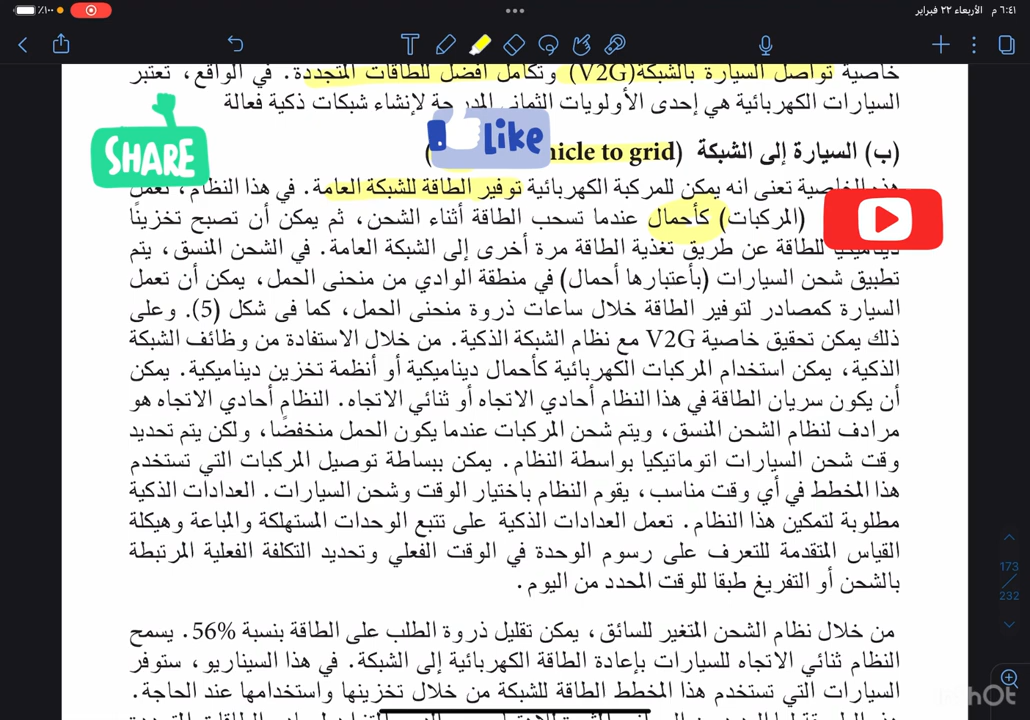 ٦:٤١ م الأربعاء ٢٢ فبراير
١٠٠٪
خاصية تواصل السيارة بالشبكة(V2G) وتكامل أفضل للطاقات المتجددة. في الواقع، تعتبر
السيارات الكهربائية هي إحدى الأولويات الثماني المدرجة لإنشاء شبكات ذكية فعالة
SHARE
Like
(ب) السيارة إلى الشبكة (hicle to grid)
هذه الخاصية تعنى انه يمكن للمركبة الكهربائية توفير الطاقة للشبكة العامة. في هذا النظام، تعمل
(المركبات) كأحمال عندما تسحب الطاقة أثناء الشحن، ثم يمكن أن تصبح تخزينًا
ديناميكيا للطاقة عن طريق تغذية الطاقة مرة أخرى إلى الشبكة العامة. في الشحن المنسق، يتم
تطبيق شحن السيارات (بأعتبارها أحمال) في منطقة الوادي من منحنى الحمل، يمكن أن تعمل
السيارة كمصادر لتوفير الطاقة خلال ساعات ذروة منحنى الحمل، كما فى شكل (5). وعلى
ذلك يمكن تحقيق خاصية V2G مع نظام الشبكة الذكية. من خلال الاستفادة من وظائف الشبكة
الذكية، يمكن استخدام المركبات الكهربائية كأحمال ديناميكية أو أنظمة تخزين ديناميكية. يمكن
أن يكون سريان الطاقة في هذا النظام أحادي الاتجاه أو ثنائي الاتجاه. النظام أحادي الاتجاه هو
مرادف لنظام الشحن المنسق، ويتم شحن المركبات عندما يكون الحمل منخفضًا، ولكن يتم تحديد
وقت شحن السيارات اتوماتيكيا بواسطة النظام. يمكن ببساطة توصيل المركبات التي تستخدم
هذا المخطط في أي وقت مناسب، يقوم النظام باختيار الوقت وشحن السيارات. العدادات الذكية
مطلوبة لتمكين هذا النظام. تعمل العدادات الذكية على تتبع الوحدات المستهلكة والمباعة وهيكلة
القياس المتقدمة للتعرف على رسوم الوحدة في الوقت الفعلي وتحديد التكلفة الفعلية المرتبطة
بالشحن أو التفريغ طبقا للوقت المحدد من اليوم.
من خلال نظام الشحن المتغير للسائق، يمكن تقليل ذروة الطلب على الطاقة بنسبة 56%. يسمح
النظام ثنائي الاتجاه للسيارات بإعادة الطاقة الكهربائية إلى الشبكة. في هذا السيناريو، ستوفر
السيارات التي تستخدم هذا المخطط الطاقة للشبكة من خلال تخزينها واستخدامها عند الحاجة.
173
232